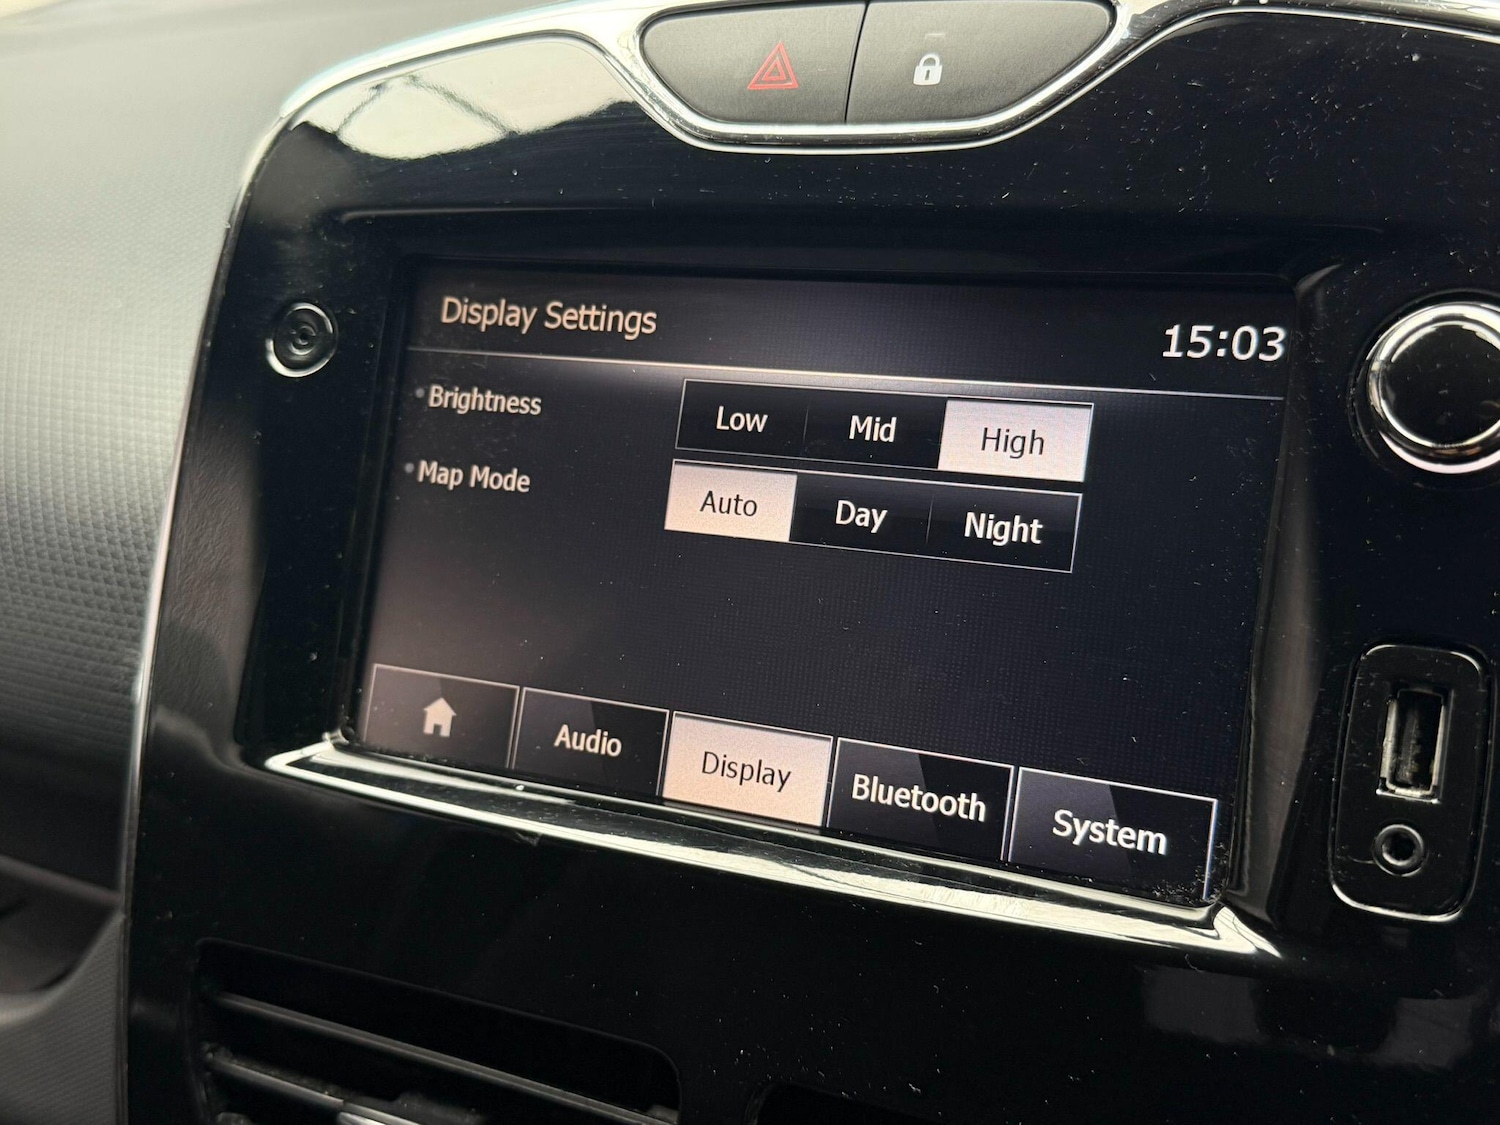 Display Settings
15:03
Brightness
Low Mid High
Map Mode
Auto Day Night
Audio Display Bluetooth System